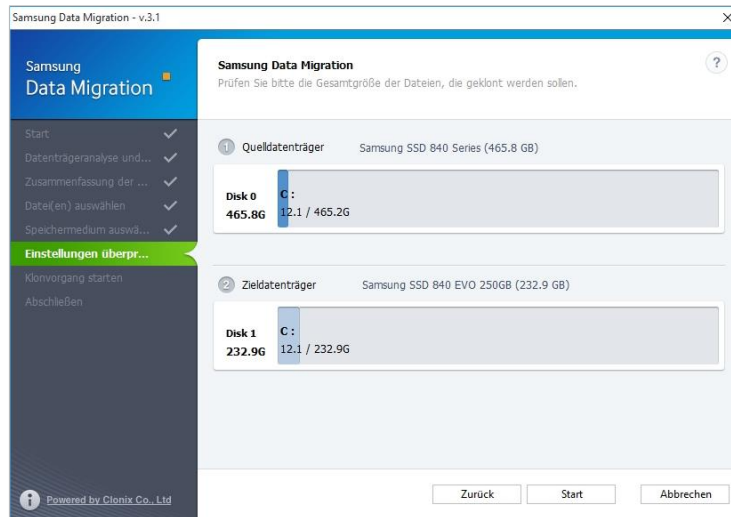 Samsung Data Migration - v.3.1
Samsung
Data Migration
Samsung Data Migration
Prüfen Sie bitte die Gesamtgröße der Dateien, die geklont werden sollen.
?
Start
Datenträgeranalyse und...
Zusammenfassung der ...
Datei(en) auswählen
Speichermedium auswä...
Einstellungen überpr...
Klonvorgang starten
Abschließen
1 Quelldatenträger Samsung SSD 840 Series (465.8 GB)
Disk 0
465.8G
C :
12.1 / 465.2G
2 Zieldatenträger Samsung SSD 840 EVO 250GB (232.9 GB)
Disk 1
232.9G
C :
12.1 / 232.9G
Powered by Clonix Co., Ltd
Zurück
Start
Abbrechen